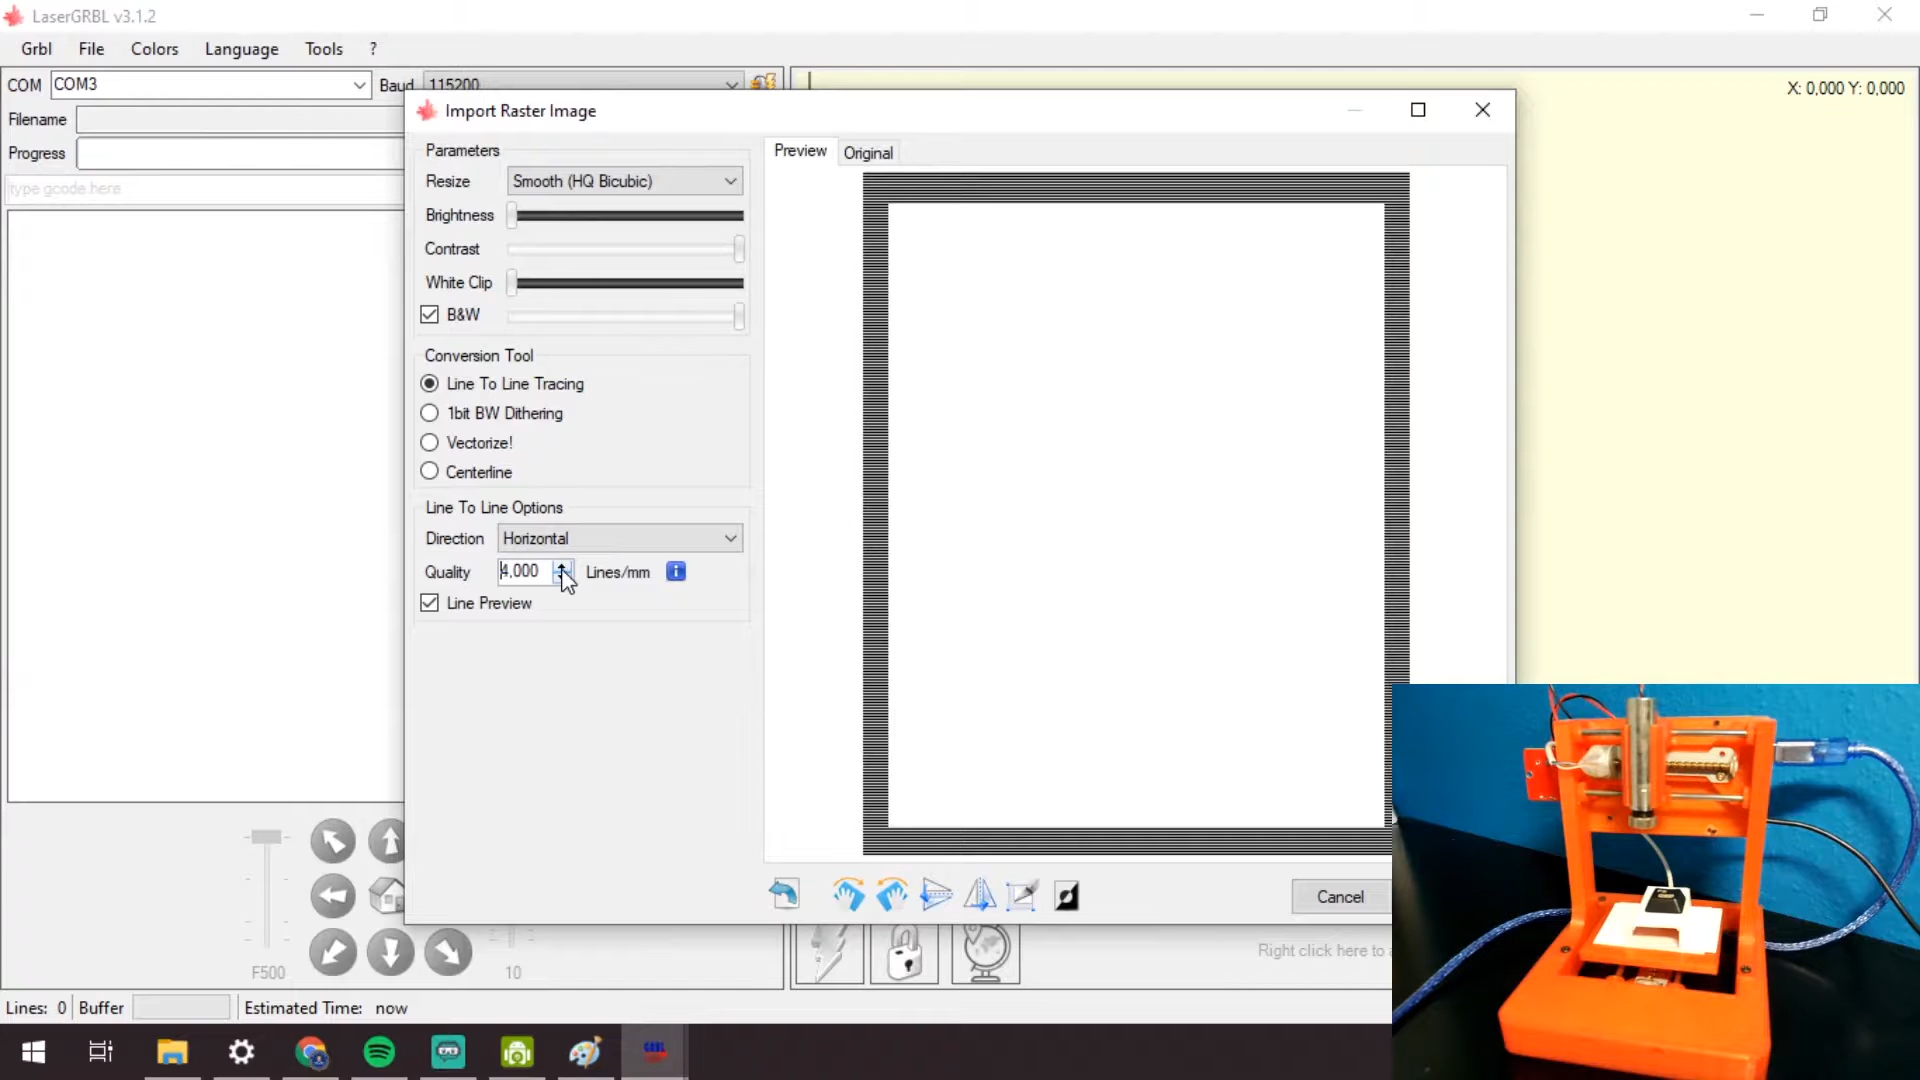 LaserGRBL v3.1.2
Grbl File Colors Language Tools ?
COM COM3 Baud 115200
X: 0,000 Y: 0,000
Filename
Progress
type gcode here
Import Raster Image
Parameters
Resize Smooth (HQ Bicubic)
Brightness
Contrast
White Clip
B&W
Conversion Tool
Line To Line Tracing
1bit BW Dithering
Vectorize!
Centerline
Line To Line Options
Direction Horizontal
Quality 4,000 Lines/mm
Line Preview
Preview Original
Cancel
Right click here to
F500
10
Lines: 0 Buffer Estimated Time: now
GRBL